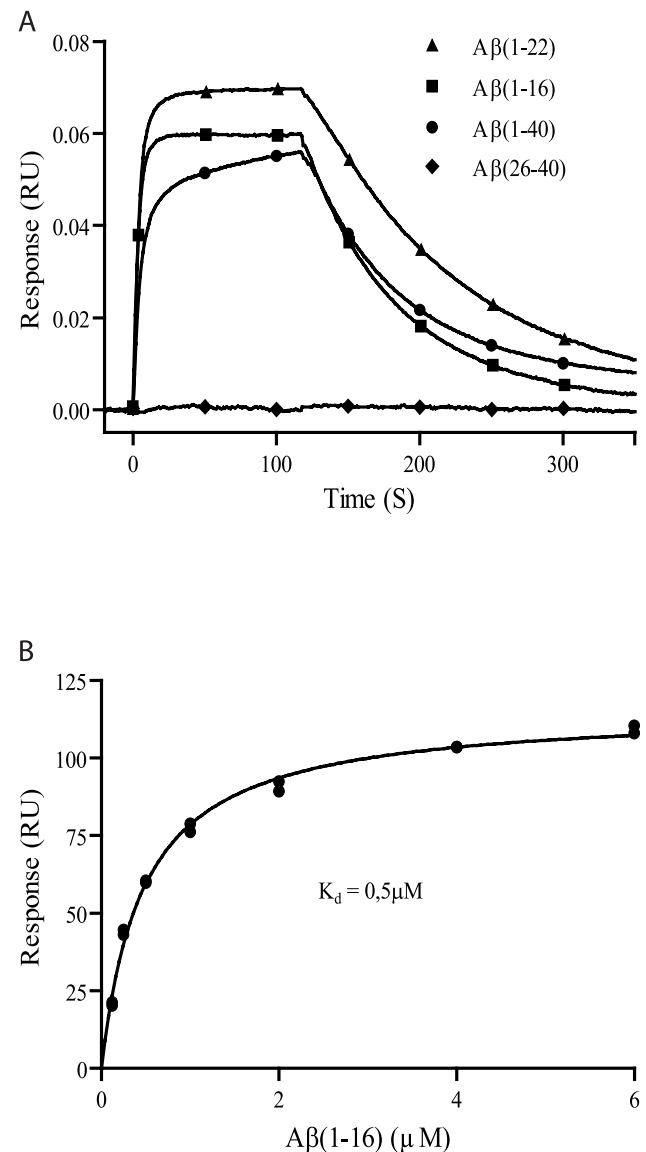 A
0.08
0.06
0.04
0.02
0.00
Response (RU)
0
100
200
300
Time (S)
Aβ(1-22)
Aβ(1-16)
Aβ(1-40)
Aβ(26-40)
B
125
100
75
50
25
0
Response (RU)
K_d = 0,5μM
0
2
4
6
Aβ(1-16) (μ M)